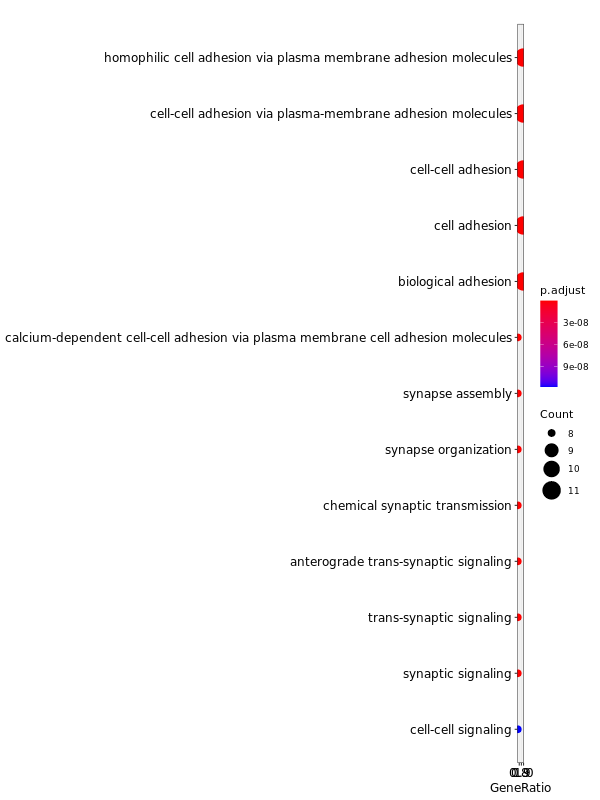 homophilic cell adhesion via plasma membrane adhesion molecules
cell-cell adhesion via plasma-membrane adhesion molecules
cell-cell adhesion
cell adhesion
biological adhesion
calcium-dependent cell-cell adhesion via plasma membrane cell adhesion molecules
synapse assembly
synapse organization
chemical synaptic transmission
anterograde trans-synaptic signaling
trans-synaptic signaling
synaptic signaling
cell-cell signaling
GeneRatio
p.adjust
3e-08
6e-08
9e-08
Count
8
9
10
11